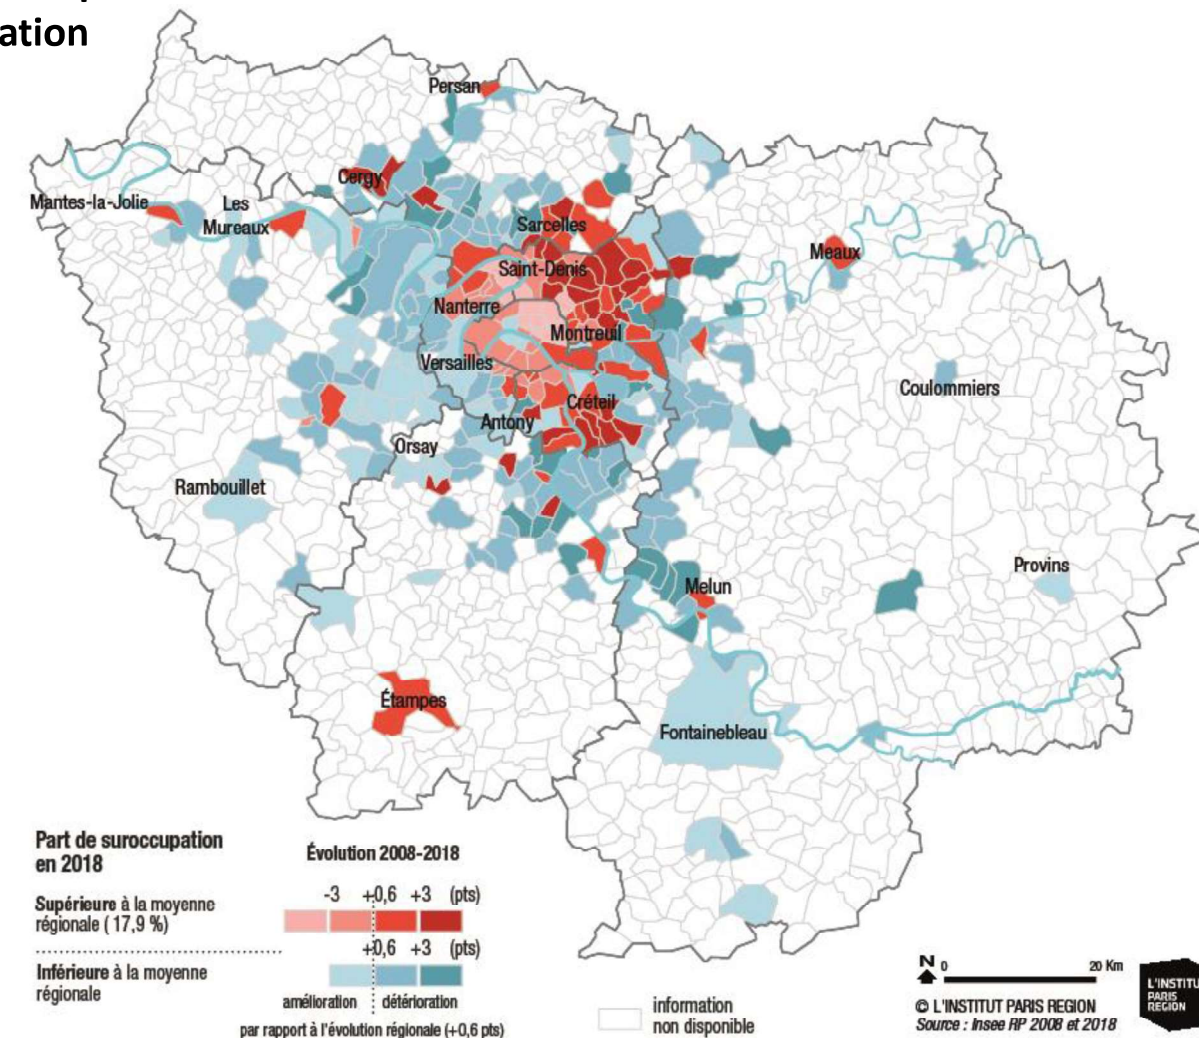 ation
Persan
Cergy
Mantes-la-Jolie
Les
Mureaux
Sarcelles
Meaux
Saint-Denis
Nanterre
Montreuil
Versailles
Coulommiers
Créteil
Antony
Orsay
Rambouillet
Provins
Melun
Étampes
Fontainebleau
Part de suroccupation
en 2018
Évolution 2008-2018
-3 +0,6 +3 (pts)
Supérieure à la moyenne
régionale ( 17,9 %)
+0,6 +3 (pts)
Inférieure à la moyenne
régionale
amélioration détérioration
par rapport à l'évolution régionale (+0,6 pts)
information
non disponible
N 0 20 Km
© L'INSTITUT PARIS REGION
Source : Insee RP 2008 et 2018
L'INSTITU
PARIS
REGION